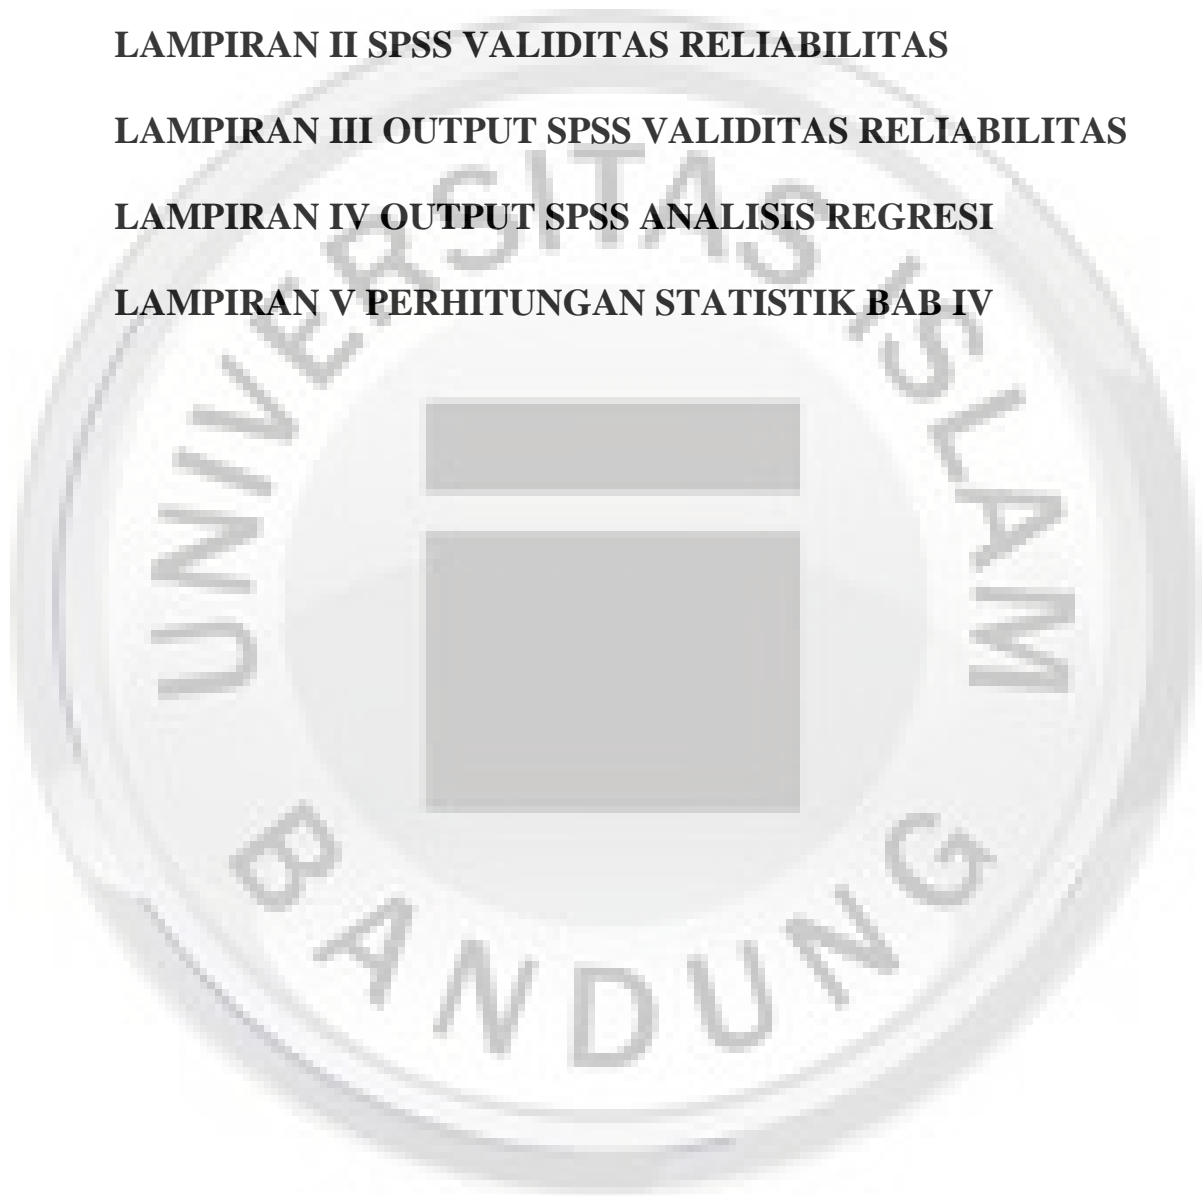 LAMPIRAN II SPSS VALIDITAS RELIABILITAS
LAMPIRAN III OUTPUT SPSS VALIDITAS RELIABILITAS
LAMPIRAN IV OUTPUT SPSS ANALISIS REGRESI
LAMPIRAN V PERHITUNGAN STATISTIK BAB IV
UNIVERSITAS ISLAM
BANDUNG